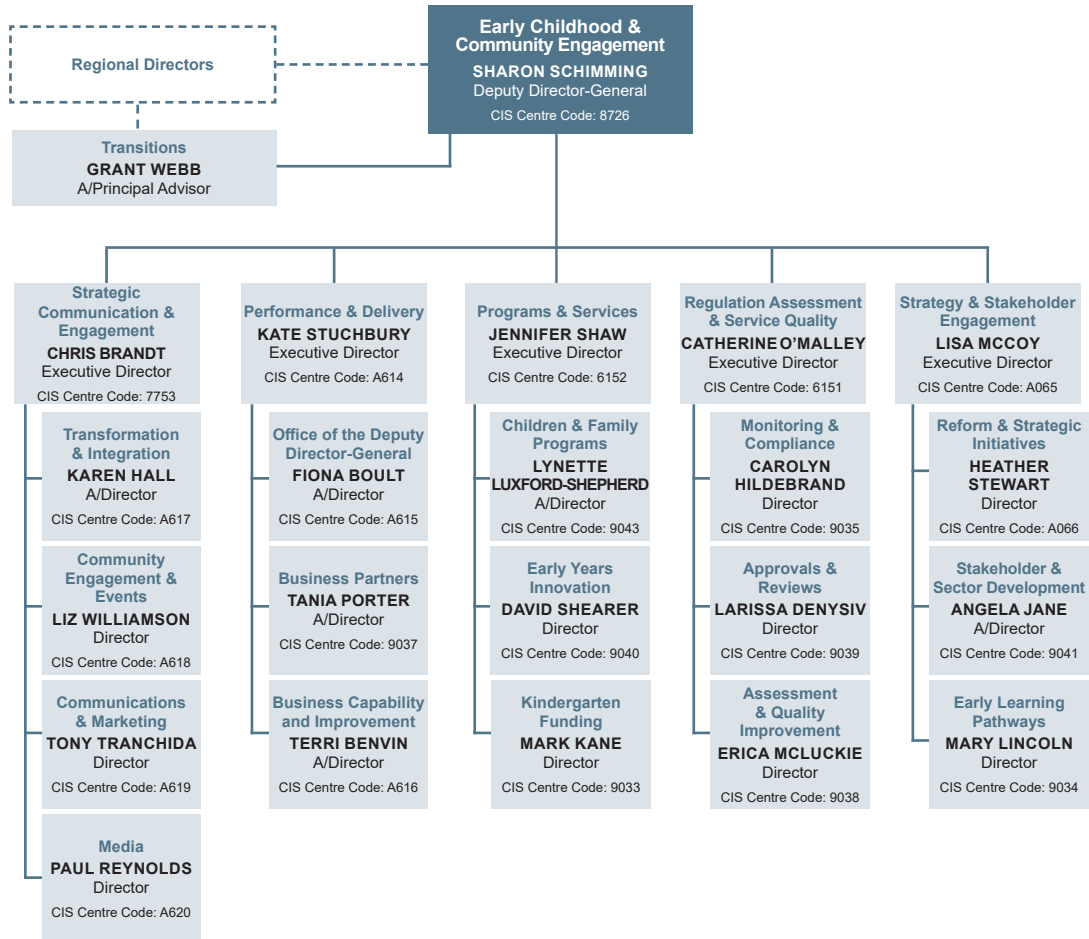 Early Childhood &
Community Engagement
SHARON SCHIMMING
Deputy Director-General
CIS Centre Code: 8726
Regional Directors
Transitions
GRANT WEBB
A/Principal Advisor
Strategic
Communication &
Engagement
CHRIS BRANDT
Executive Director
CIS Centre Code: 7753
Transformation
& Integration
KAREN HALL
A/Director
CIS Centre Code: A617
Community
Engagement &
Events
LIZ WILLIAMSON
Director
CIS Centre Code: A618
Communications
& Marketing
TONY TRANCHIDA
Director
CIS Centre Code: A619
Media
PAUL REYNOLDS
Director
CIS Centre Code: A620
Performance & Delivery
KATE STUCHBURY
Executive Director
CIS Centre Code: A614
Office of the Deputy
Director-General
FIONA BOULT
A/Director
CIS Centre Code: A615
Business Partners
TANIA PORTER
A/Director
CIS Centre Code: 9037
Business Capability
and Improvement
TERRI BENVIN
A/Director
CIS Centre Code: A616
Programs & Services
JENNIFER SHAW
Executive Director
CIS Centre Code: 6152
Children & Family
Programs
LYNETTE
LUXFORD-SHEPHERD
A/Director
CIS Centre Code: 9043
Early Years
Innovation
DAVID SHEARER
Director
CIS Centre Code: 9040
Kindergarten
Funding
MARK KANE
Director
CIS Centre Code: 9033
Regulation Assessment
& Service Quality
CATHERINE O’MALLEY
Executive Director
CIS Centre Code: 6151
Monitoring &
Compliance
CAROLYN
HILDEBRAND
Director
CIS Centre Code: 9035
Approvals &
Reviews
LARISSA DENYSIV
Director
CIS Centre Code: 9039
Assessment
& Quality
Improvement
ERICA MCLUCKIE
Director
CIS Centre Code: 9038
Strategy & Stakeholder
Engagement
LISA MCCOY
Executive Director
CIS Centre Code: A065
Reform & Strategic
Initiatives
HEATHER
STEWART
Director
CIS Centre Code: A066
Stakeholder &
Sector Development
ANGELA JANE
A/Director
CIS Centre Code: 9041
Early Learning
Pathways
MARY LINCOLN
Director
CIS Centre Code: 9034